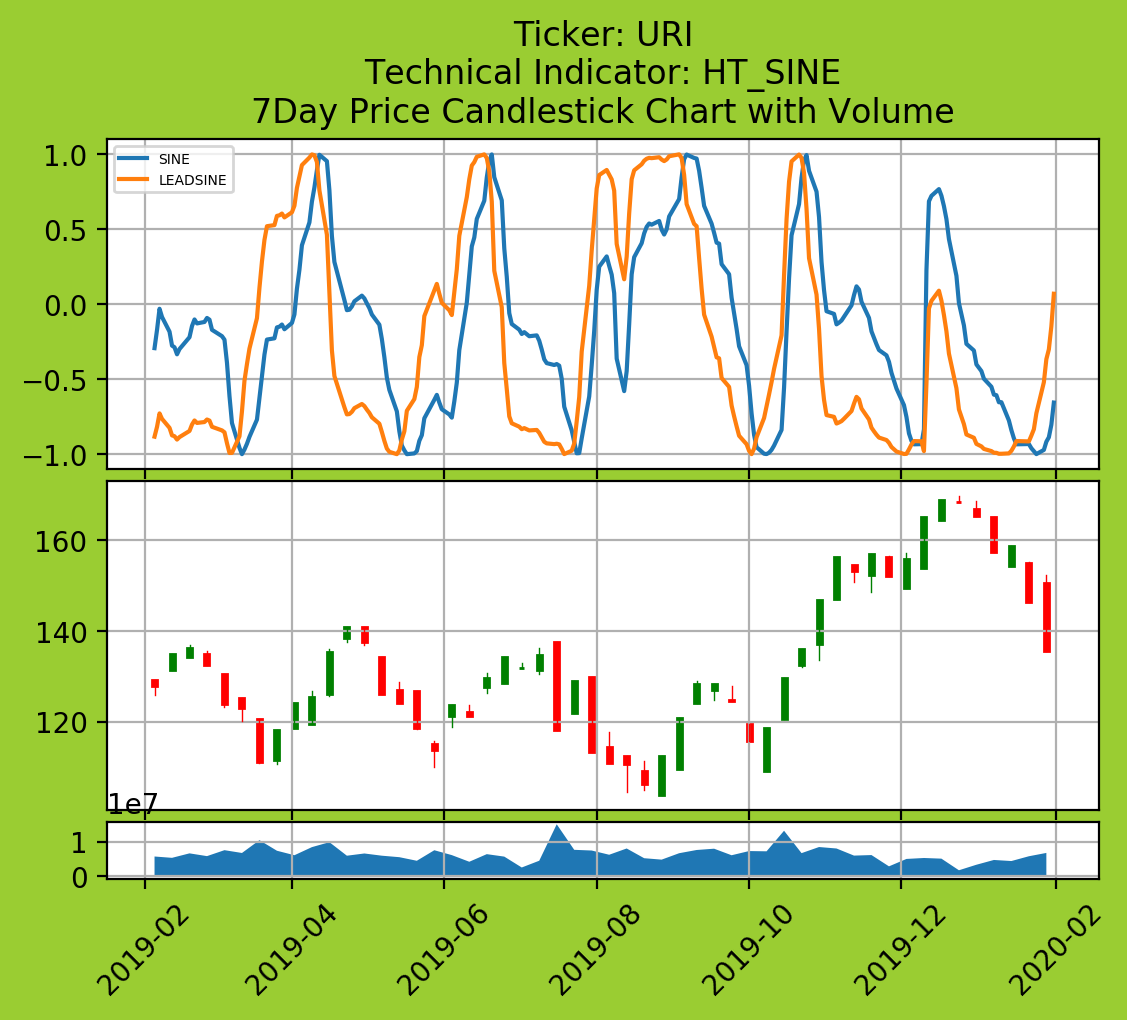 Ticker: URI
Technical Indicator: HT_SINE
7Day Price Candlestick Chart with Volume
SINE
LEADSINE
1.0
0.5
0.0
−0.5
−1.0
160
140
120
1e7
1
0
2019-02
2019-04
2019-06
2019-08
2019-10
2019-12
2020-02